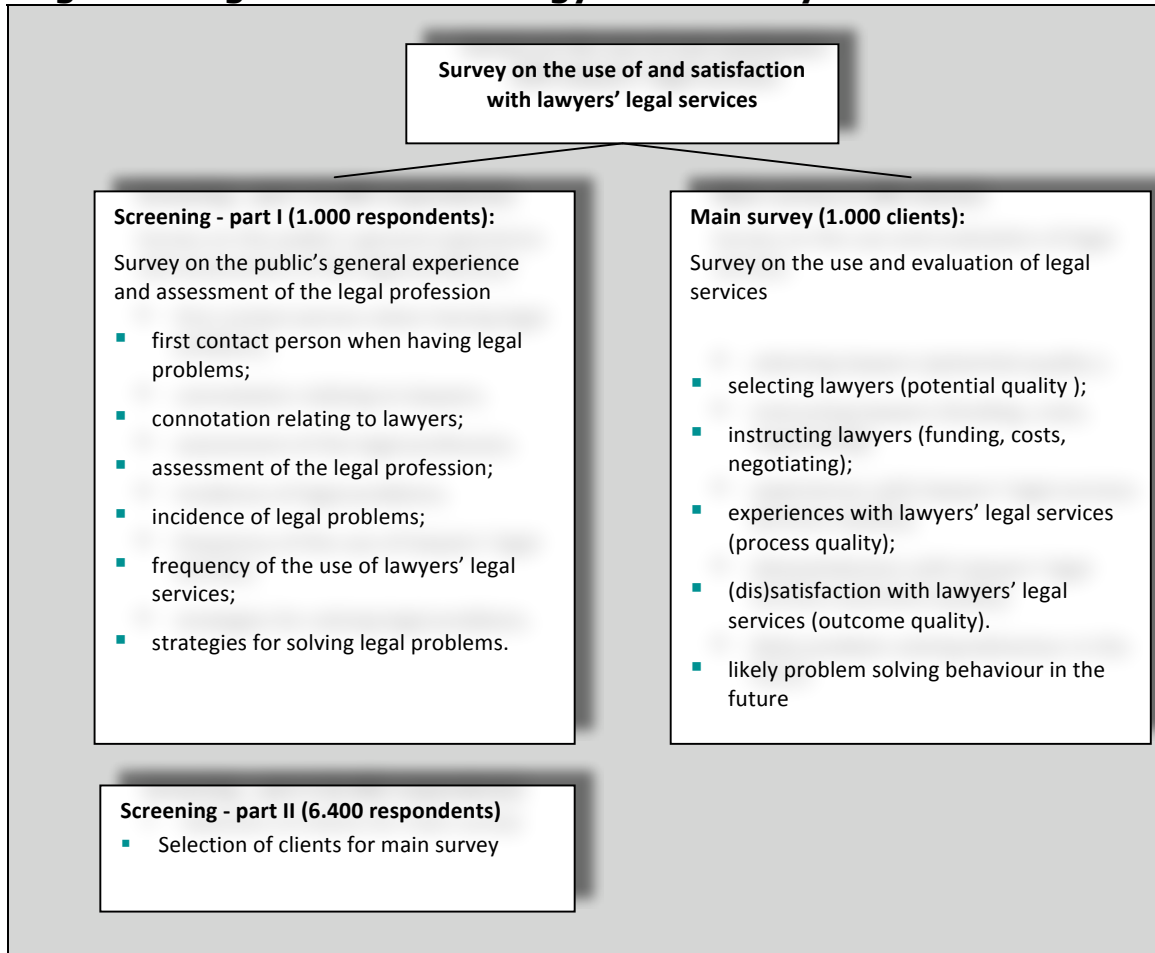 Survey on the use of and satisfaction
with lawyers’ legal services
Screening - part I (1.000 respondents):
Survey on the public’s general experience
and assessment of the legal profession
▪ first contact person when having legal
problems;
▪ connotation relating to lawyers;
▪ assessment of the legal profession;
▪ incidence of legal problems;
▪ frequency of the use of lawyers’ legal
services;
▪ strategies for solving legal problems.
Main survey (1.000 clients):
Survey on the use and evaluation of legal
services
▪ selecting lawyers (potential quality );
▪ instructing lawyers (funding, costs,
negotiating);
▪ experiences with lawyers’ legal services
(process quality);
▪ (dis)satisfaction with lawyers’ legal
services (outcome quality).
▪ likely problem solving behaviour in the
future
Screening - part II (6.400 respondents)
▪ Selection of clients for main survey